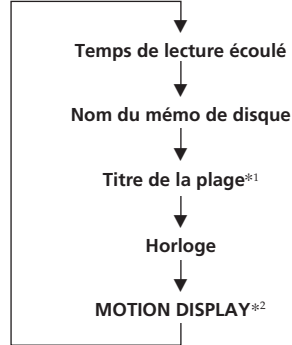 Temps de lecture écoulé
Nom du mémo de disque
Titre de la plage*1
Horloge
MOTION DISPLAY*2